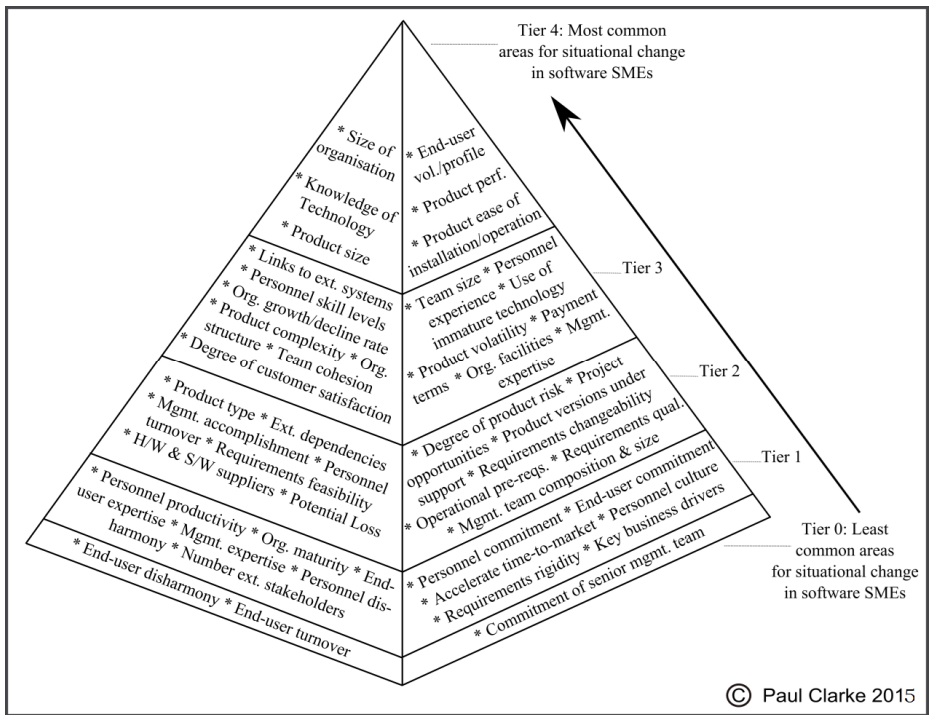 Tier 4: Most common
areas for situational change
in software SMEs
* Size of
organisation
* Knowledge of
Technology
* Product size
* End-user
vol./profile
* Product perf.
* Product ease of
installation/operation
Tier 3
* Links to ext. systems
* Personnel skill levels
* Org. growth/decline rate
* Product complexity * Org.
structure * Team cohesion
* Degree of customer satisfaction
* Team size * Personnel
experience * Use of
immature technology
* Product volatility * Payment
terms * Org. facilities * Mgmt.
expertise
Tier 2
* Product type * Ext. dependencies
* Mgmt. accomplishment * Personnel
turnover * Requirements feasibility
* H/W & S/W suppliers * Potential Loss
* Degree of product risk * Project
opportunities * Product versions under
support * Requirements changeability
* Operational pre-reqs. * Requirements qual.
* Mgmt. team composition & size
Tier 1
* Personnel productivity * Org. maturity * End-
user expertise * Mgmt. expertise * Personnel dis-
harmony * Number ext. stakeholders
* Personnel commitment * End-user commitment
* Accelerate time-to-market * Personnel culture
* Requirements rigidity * Key business drivers
Tier 0: Least
common areas
for situational change
in software SMEs
* End-user disharmony * End-user turnover
* Commitment of senior mgmt. team
© Paul Clarke 2015